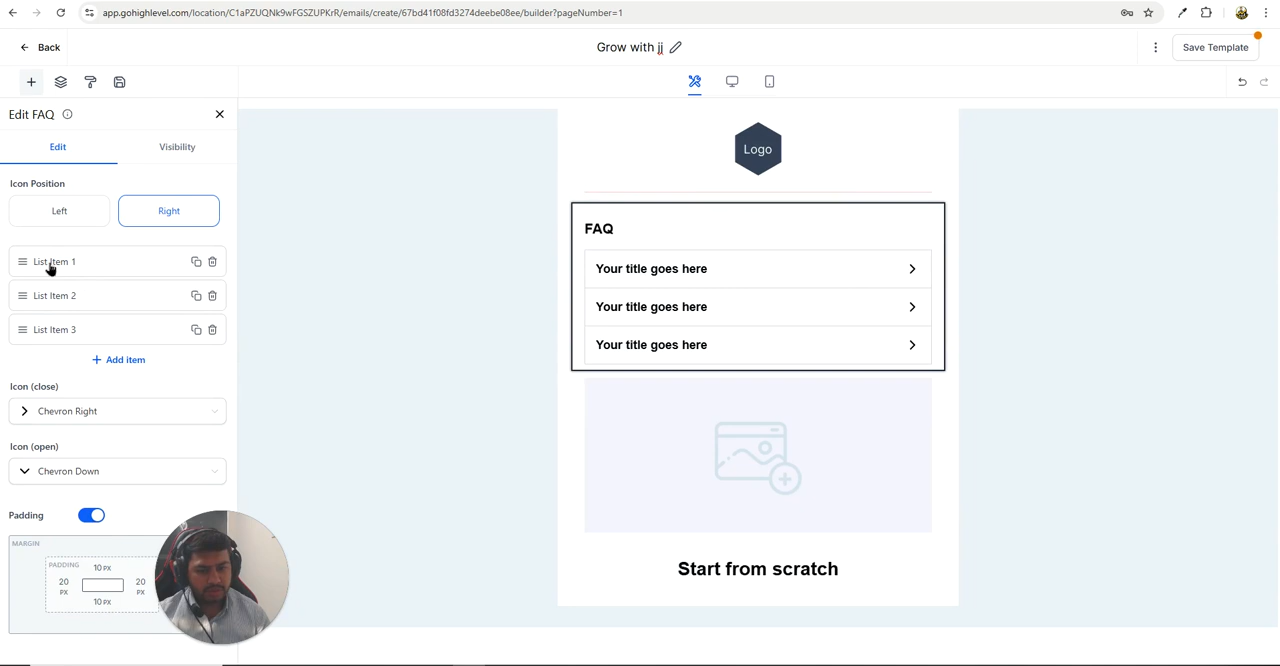 app.gohighlevel.com/location/C1aPZUQNk9wFGSZUPKrR/emails/create/67bd41f08fd3274deebe08ee/builder?pageNumber=1
Back
Grow with jj
Save Template
Edit FAQ
Edit
Visibility
Icon Position
Left
Right
List Item 1
List Item 2
List Item 3
+ Add item
Icon (close)
Chevron Right
Icon (open)
Chevron Down
Padding
MARGIN
PADDING
10 PX
20 PX
20 PX
10 PX
Logo
FAQ
Your title goes here
Your title goes here
Your title goes here
Start from scratch